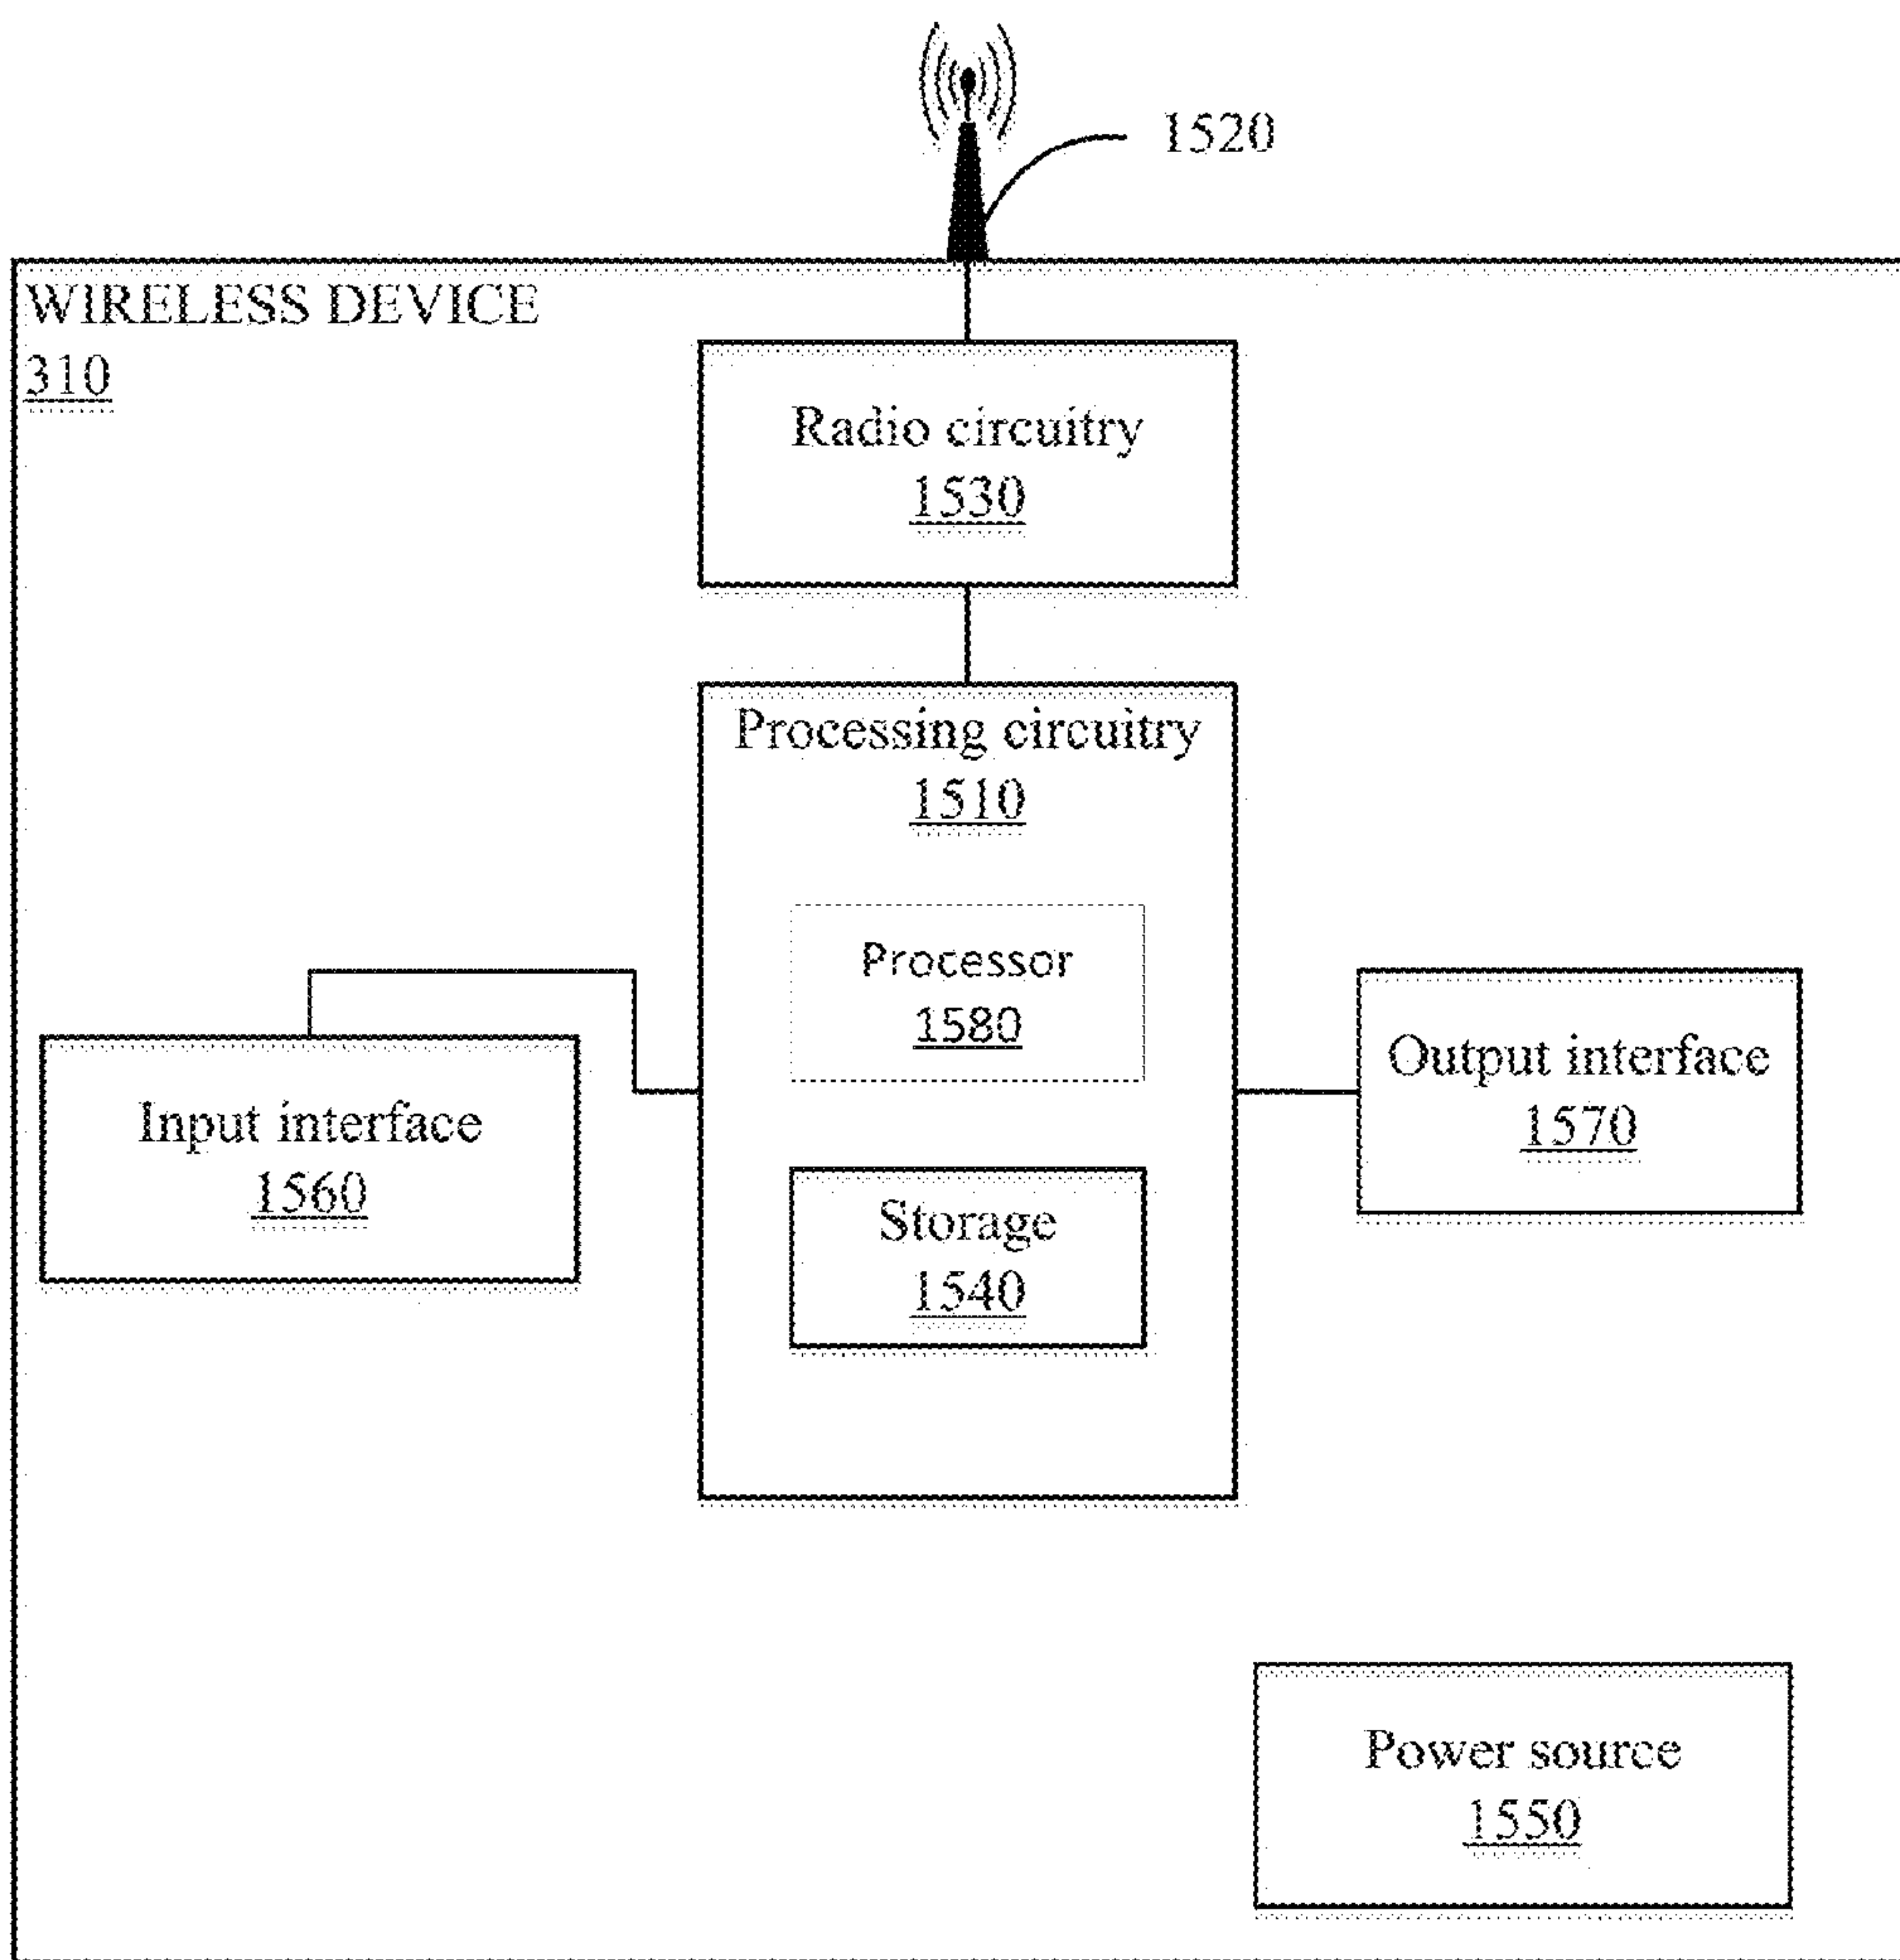 1520
WIRELESS DEVICE
310
Radio circuitry
1530
Processing circuitry
1510
Processor
1580
Input interface
1560
Output interface
1570
Storage
1540
Power source
1550